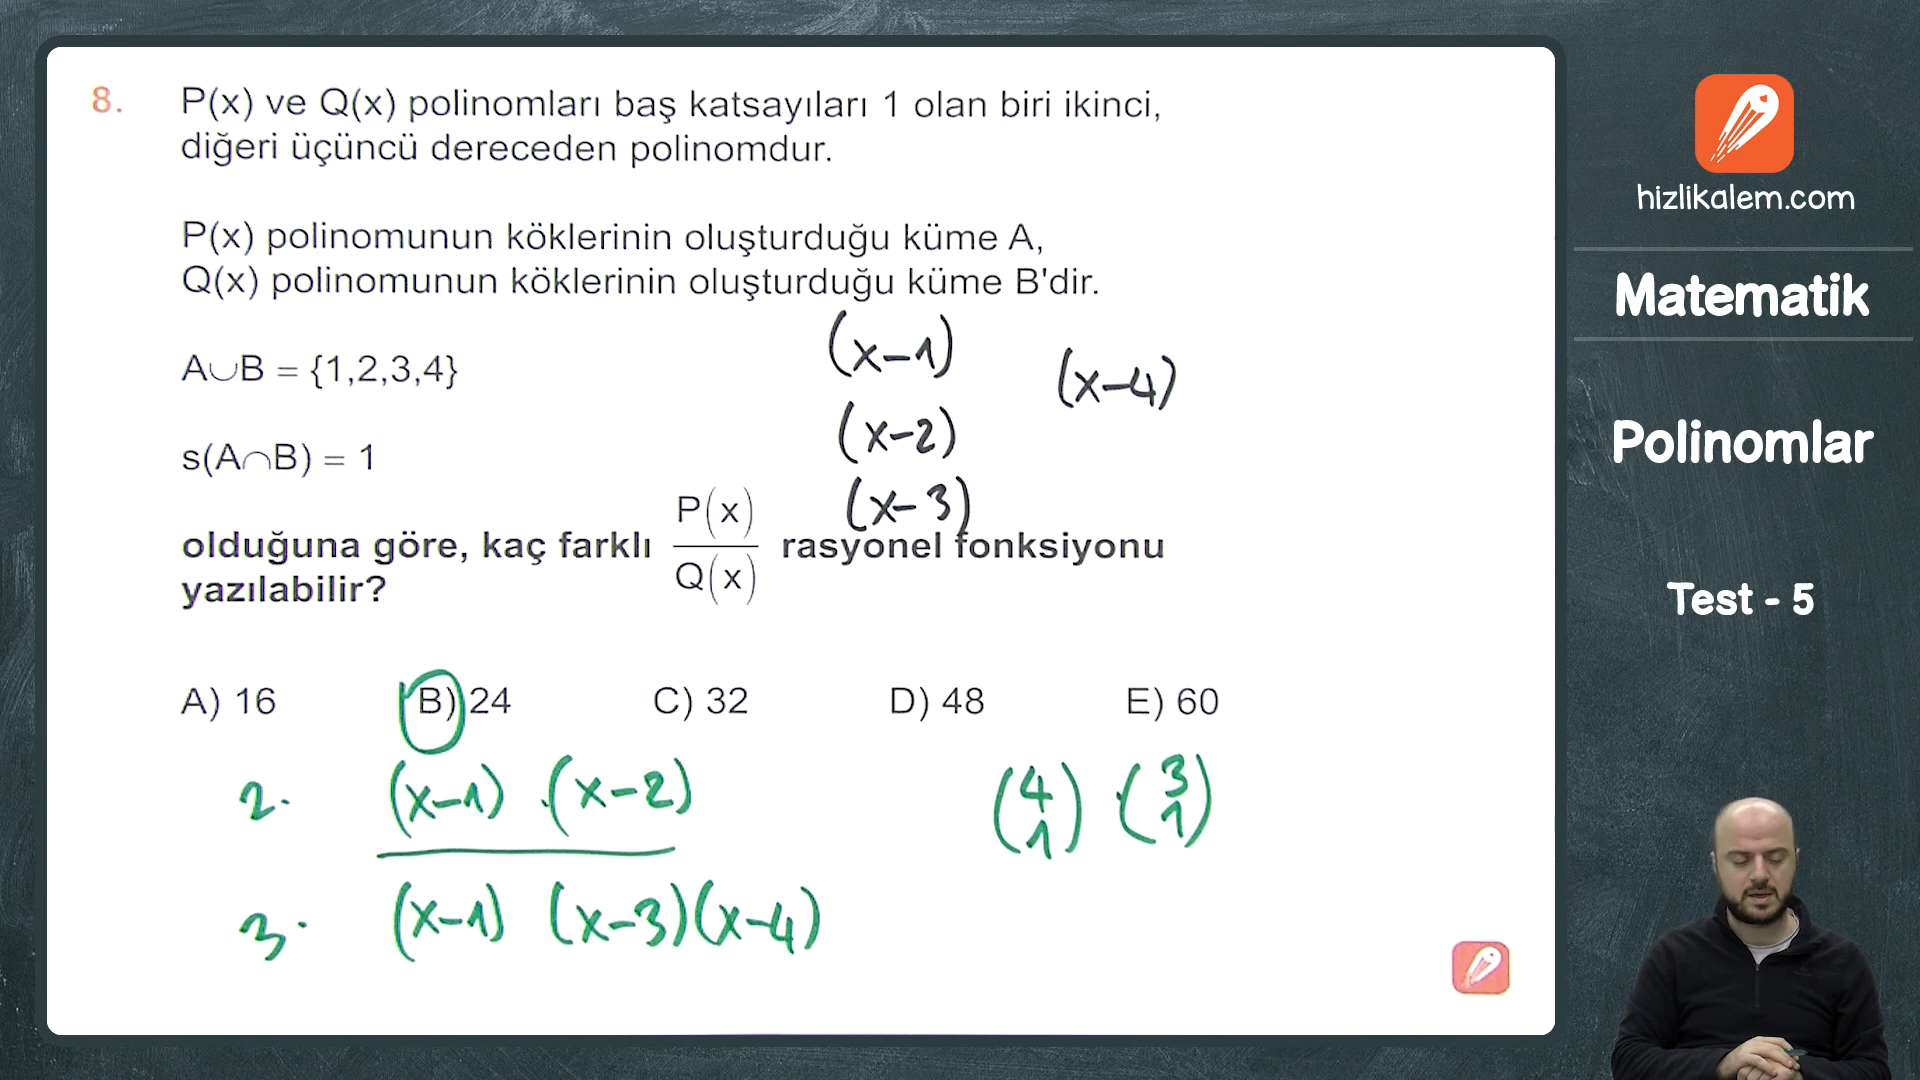 8. P(x) ve Q(x) polinomları baş katsayıları 1 olan biri ikinci,
diğeri üçüncü dereceden polinomdur.
P(x) polinomunun köklerinin oluşturduğu küme A,
Q(x) polinomunun köklerinin oluşturduğu küme B'dir.
(x-1)
A∪B = {1,2,3,4}
(x-4)
(x-2)
s(A∩B) = 1
(x-3)
olduğuna göre, kaç farklı P(x)/Q(x) rasyonel fonksiyonu
yazılabilir?
A) 16 B) 24 C) 32 D) 48 E) 60
2. (x-1) . (x-2)
(4 1) . (3 1)
3. (x-1) (x-3)(x-4)
hizlikalem.com
Matematik
Polinomlar
Test - 5